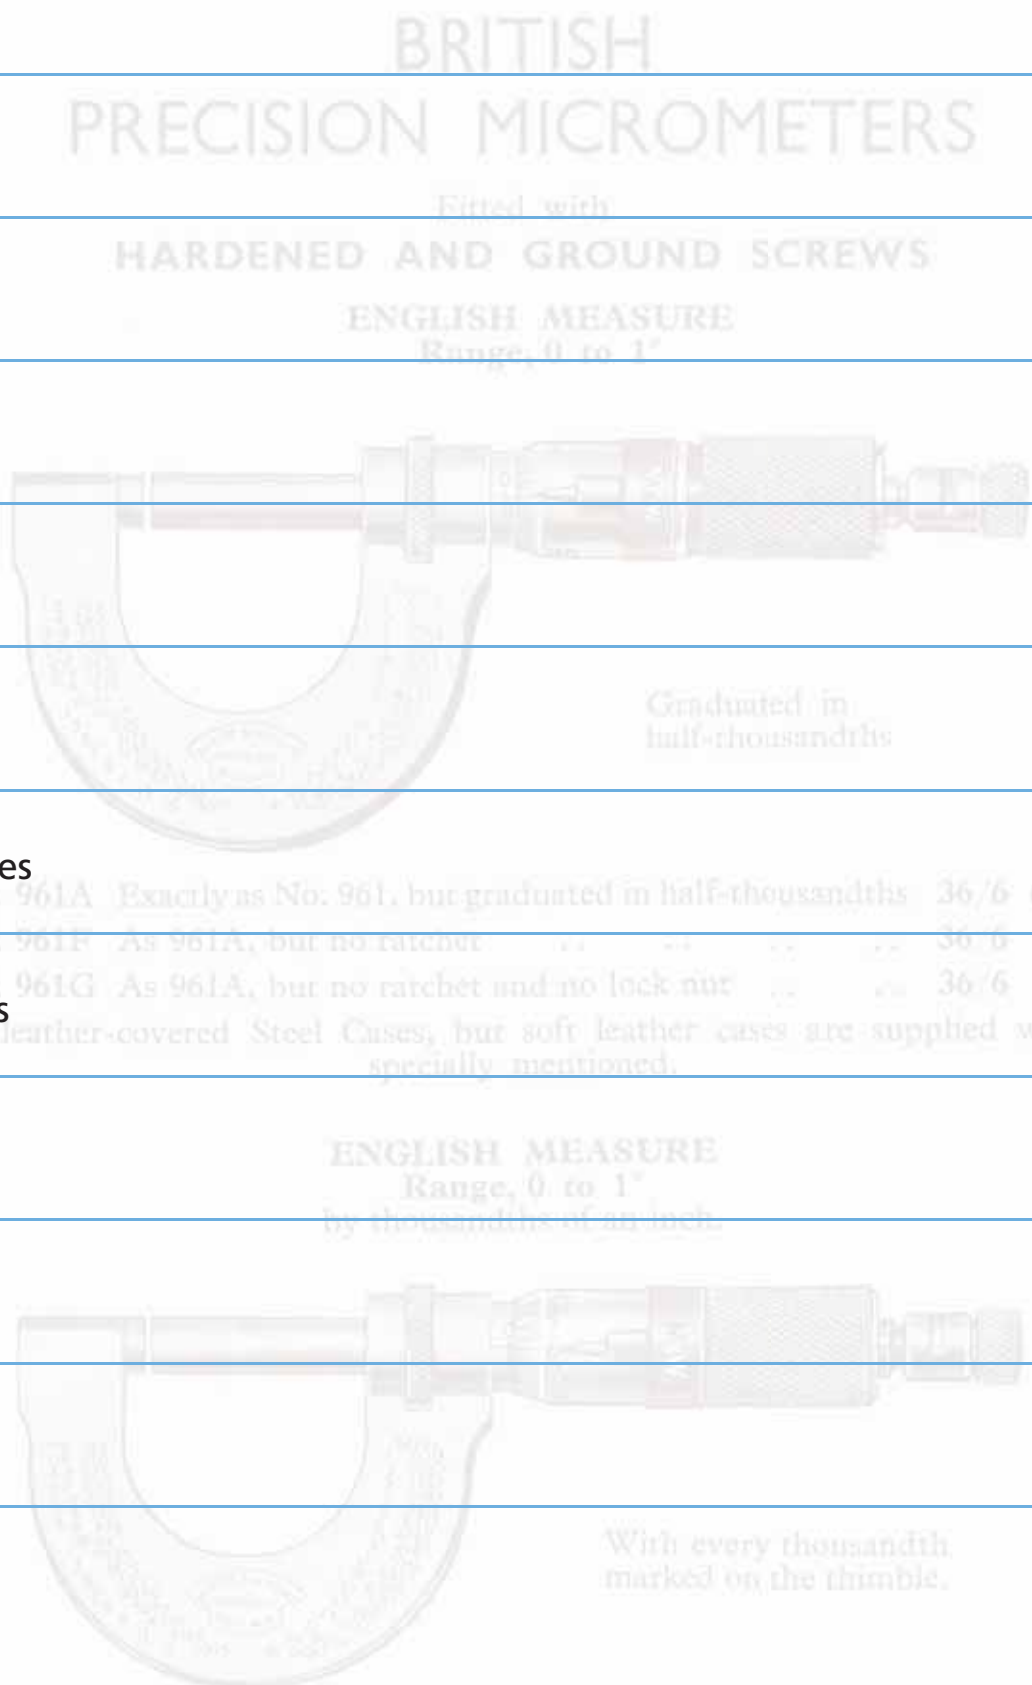 BRITISH
PRECISION MICROMETERS
Fitted with
HARDENED AND GROUND SCREWS
ENGLISH MEASURE
Range, 0 to 1"
Graduated in
half-thousandths
es
961A Exactly as No. 961, but graduated in half-thousandths 36/6
961F As 961A, but no ratchet .. .. .. .. 36/6
961G As 961A, but no ratchet and no lock nut .. .. 36/6
s
leather-covered Steel Cases, but soft leather cases are supplied w
specially mentioned.
ENGLISH MEASURE
Range, 0 to 1"
by thousandths of an inch.
With every thousandth
marked on the thimble.